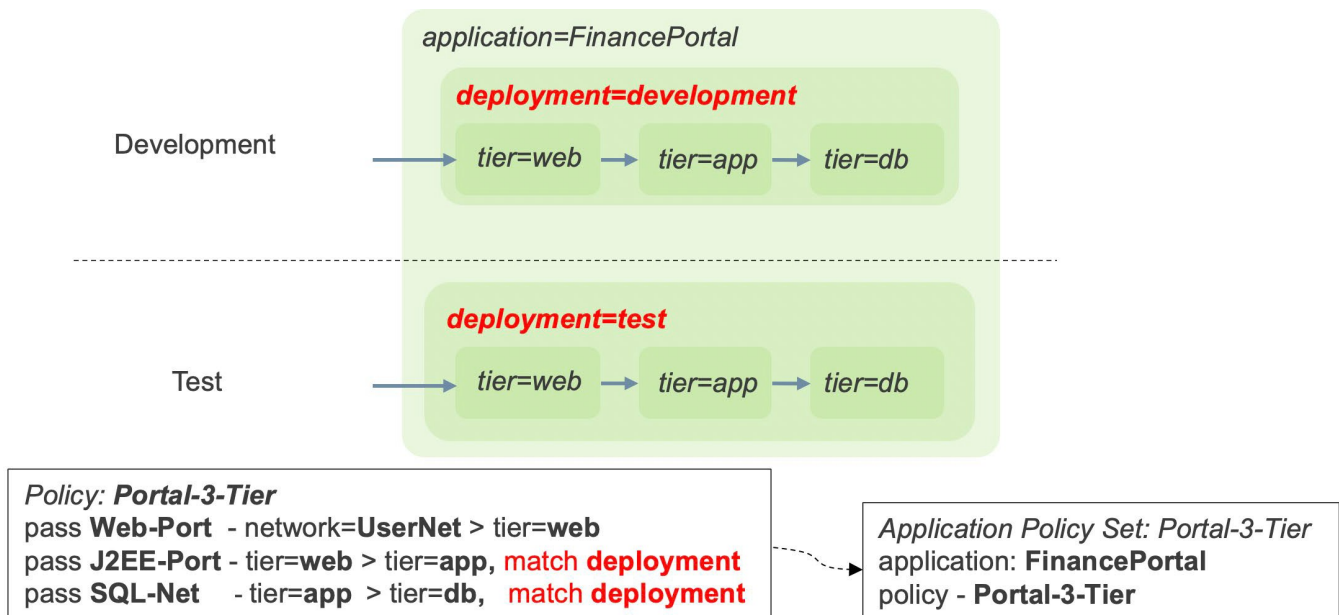 application=FinancePortal
deployment=development
Development
tier=web
tier=app
tier=db
deployment=test
Test
tier=web
tier=app
tier=db
Policy: Portal-3-Tier
pass Web-Port - network=UserNet > tier=web
pass J2EE-Port - tier=web > tier=app, match deployment
pass SQL-Net - tier=app > tier=db, match deployment
Application Policy Set: Portal-3-Tier
application: FinancePortal
policy - Portal-3-Tier